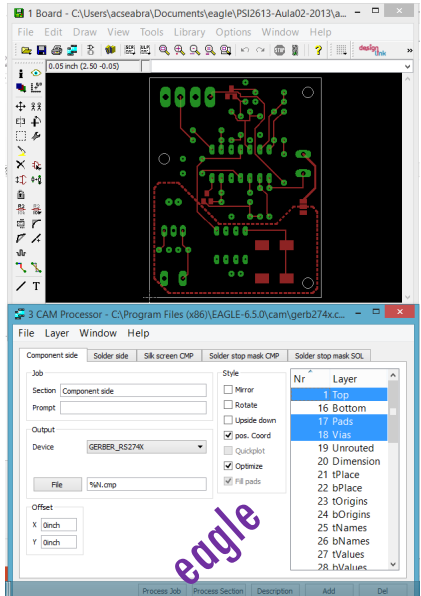 1 Board - C:\Users\acseabra\Documents\eagle\PSI2613-Aula02-2013\a...
File Edit Draw View Tools Library Options Window Help
SCR ULP
design link
0.05 inch (2.50 -0.05)
3 CAM Processor - C:\Program Files (x86)\EAGLE-6.5.0\cam\gerb274x.c...
File Layer Window Help
Component side Solder side Silk screen CMP Solder stop mask CMP Solder stop mask SOL
Job
Section Component side
Prompt
Output
Device GERBER_RS274X
File %N.cmp
Offset
X 0inch
Y 0inch
Style
Mirror
Rotate
Upside down
pos. Coord
Quickplot
Optimize
Fill pads
Nr Layer
1 Top
16 Bottom
17 Pads
18 Vias
19 Unrouted
20 Dimension
21 tPlace
22 bPlace
23 tOrigins
24 bOrigins
25 tNames
26 bNames
27 tValues
28 bValues
eagle
Process Job Process Section Description Add Del